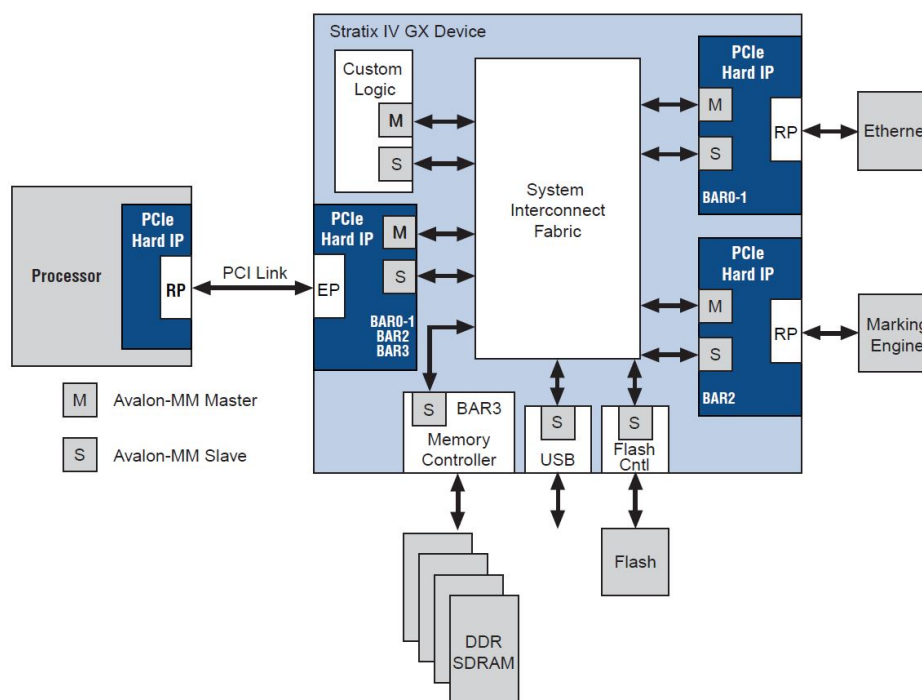 Stratix IV GX Device
Custom
Logic
M
S
System
Interconnect
Fabric
PCIe
Hard IP
M
S
RP
BAR0-1
Etherne
Processor
PCIe
Hard IP
RP
PCI Link
PCIe
Hard IP
EP
M
S
BAR0-1
BAR2
BAR3
PCIe
Hard IP
M
S
RP
BAR2
Marking
Engine
M
Avalon-MM Master
S
Avalon-MM Slave
S
BAR3
Memory
Controller
S
USB
S
Flash
Cntl
DDR
SDRAM
Flash